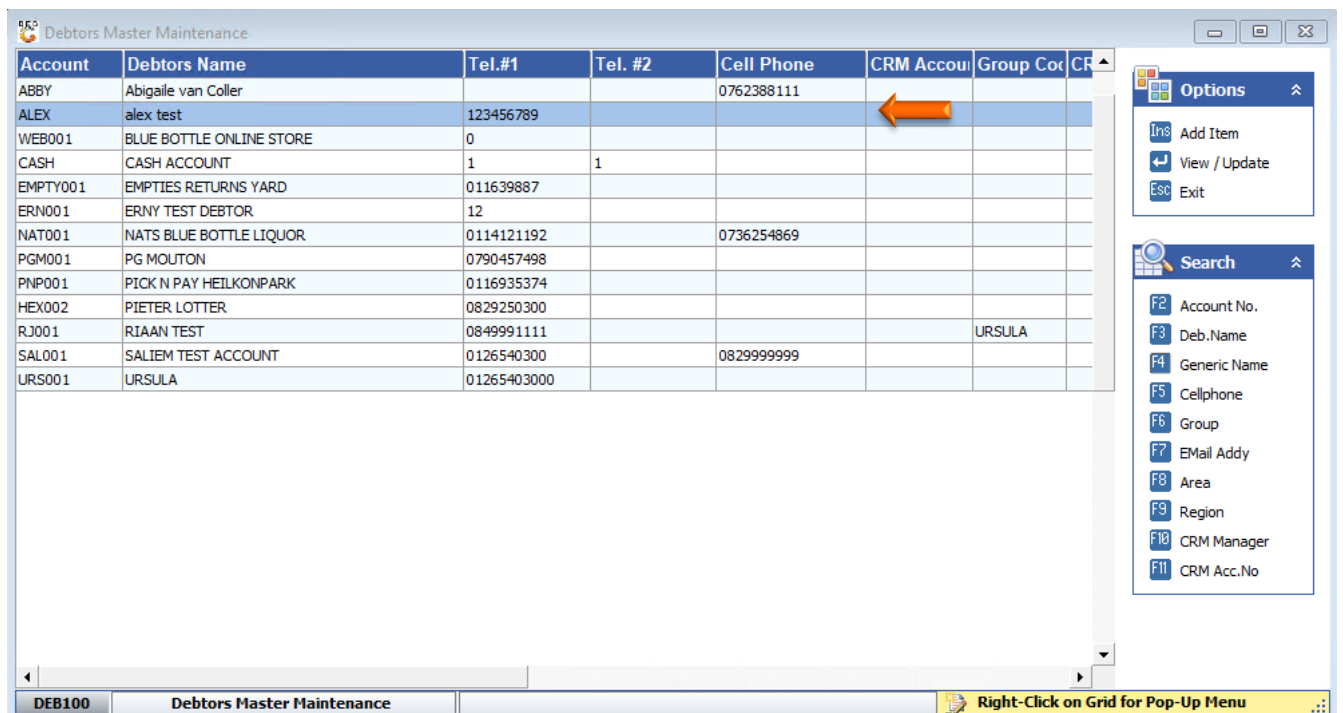 Debtors Master Maintenance
Account Debtors Name Tel.#1 Tel. #2 Cell Phone CRM Accou Group Coc CR
ABBY Abigaile van Coller 0762388111
ALEX alex test 123456789
WEB001 BLUE BOTTLE ONLINE STORE 0
CASH CASH ACCOUNT 1 1
EMPTY001 EMPTIES RETURNS YARD 011639887
ERN001 ERNY TEST DEBTOR 12
NAT001 NATS BLUE BOTTLE LIQUOR 0114121192 0736254869
PGM001 PG MOUTON 0790457498
PNP001 PICK N PAY HEILKONPARK 0116935374
HEX002 PIETER LOTTER 0829250300
RJ001 RIAAN TEST 0849991111 URSULA
SAL001 SALIEM TEST ACCOUNT 0126540300 0829999999
URS001 URSULA 01265403000
Options
Ins Add Item
View / Update
Esc Exit
Search
F2 Account No.
F3 Deb.Name
F4 Generic Name
F5 Cellphone
F6 Group
F7 EMail Addy
F8 Area
F9 Region
F10 CRM Manager
F11 CRM Acc.No
DEB100 Debtors Master Maintenance Right-Click on Grid for Pop-Up Menu